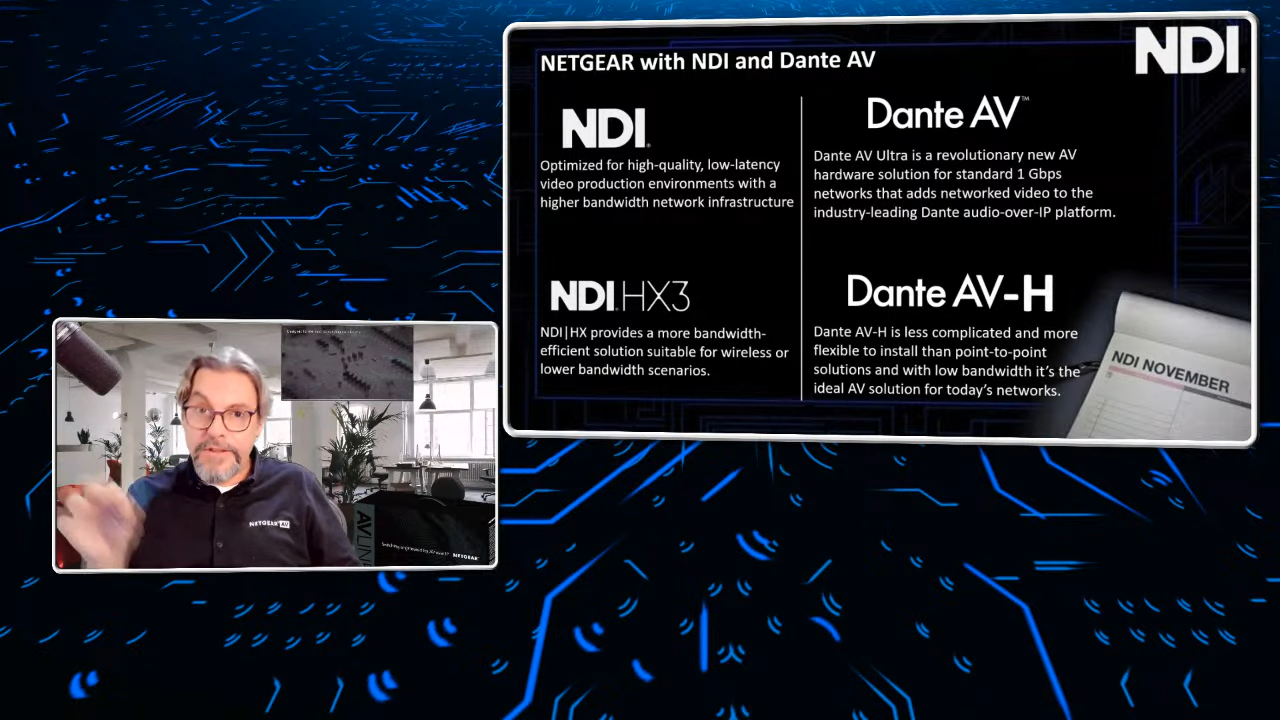 NDI
NETGEAR with NDI and Dante AV
NDI
Optimized for high-quality, low-latency
video production environments with a
higher bandwidth network infrastructure
NDI HX3
NDI|HX provides a more bandwidth-
efficient solution suitable for wireless or
lower bandwidth scenarios.
Dante AV™
Dante AV Ultra is a revolutionary new AV
hardware solution for standard 1 Gbps
networks that adds networked video to the
industry-leading Dante audio-over-IP platform.
Dante AV-H
Dante AV-H is less complicated and more
flexible to install than point-to-point
solutions and with low bandwidth it's the
ideal AV solution for today's networks.
NDI NOVEMBER
NETGEAR AV
AVLINE
NETGEAR